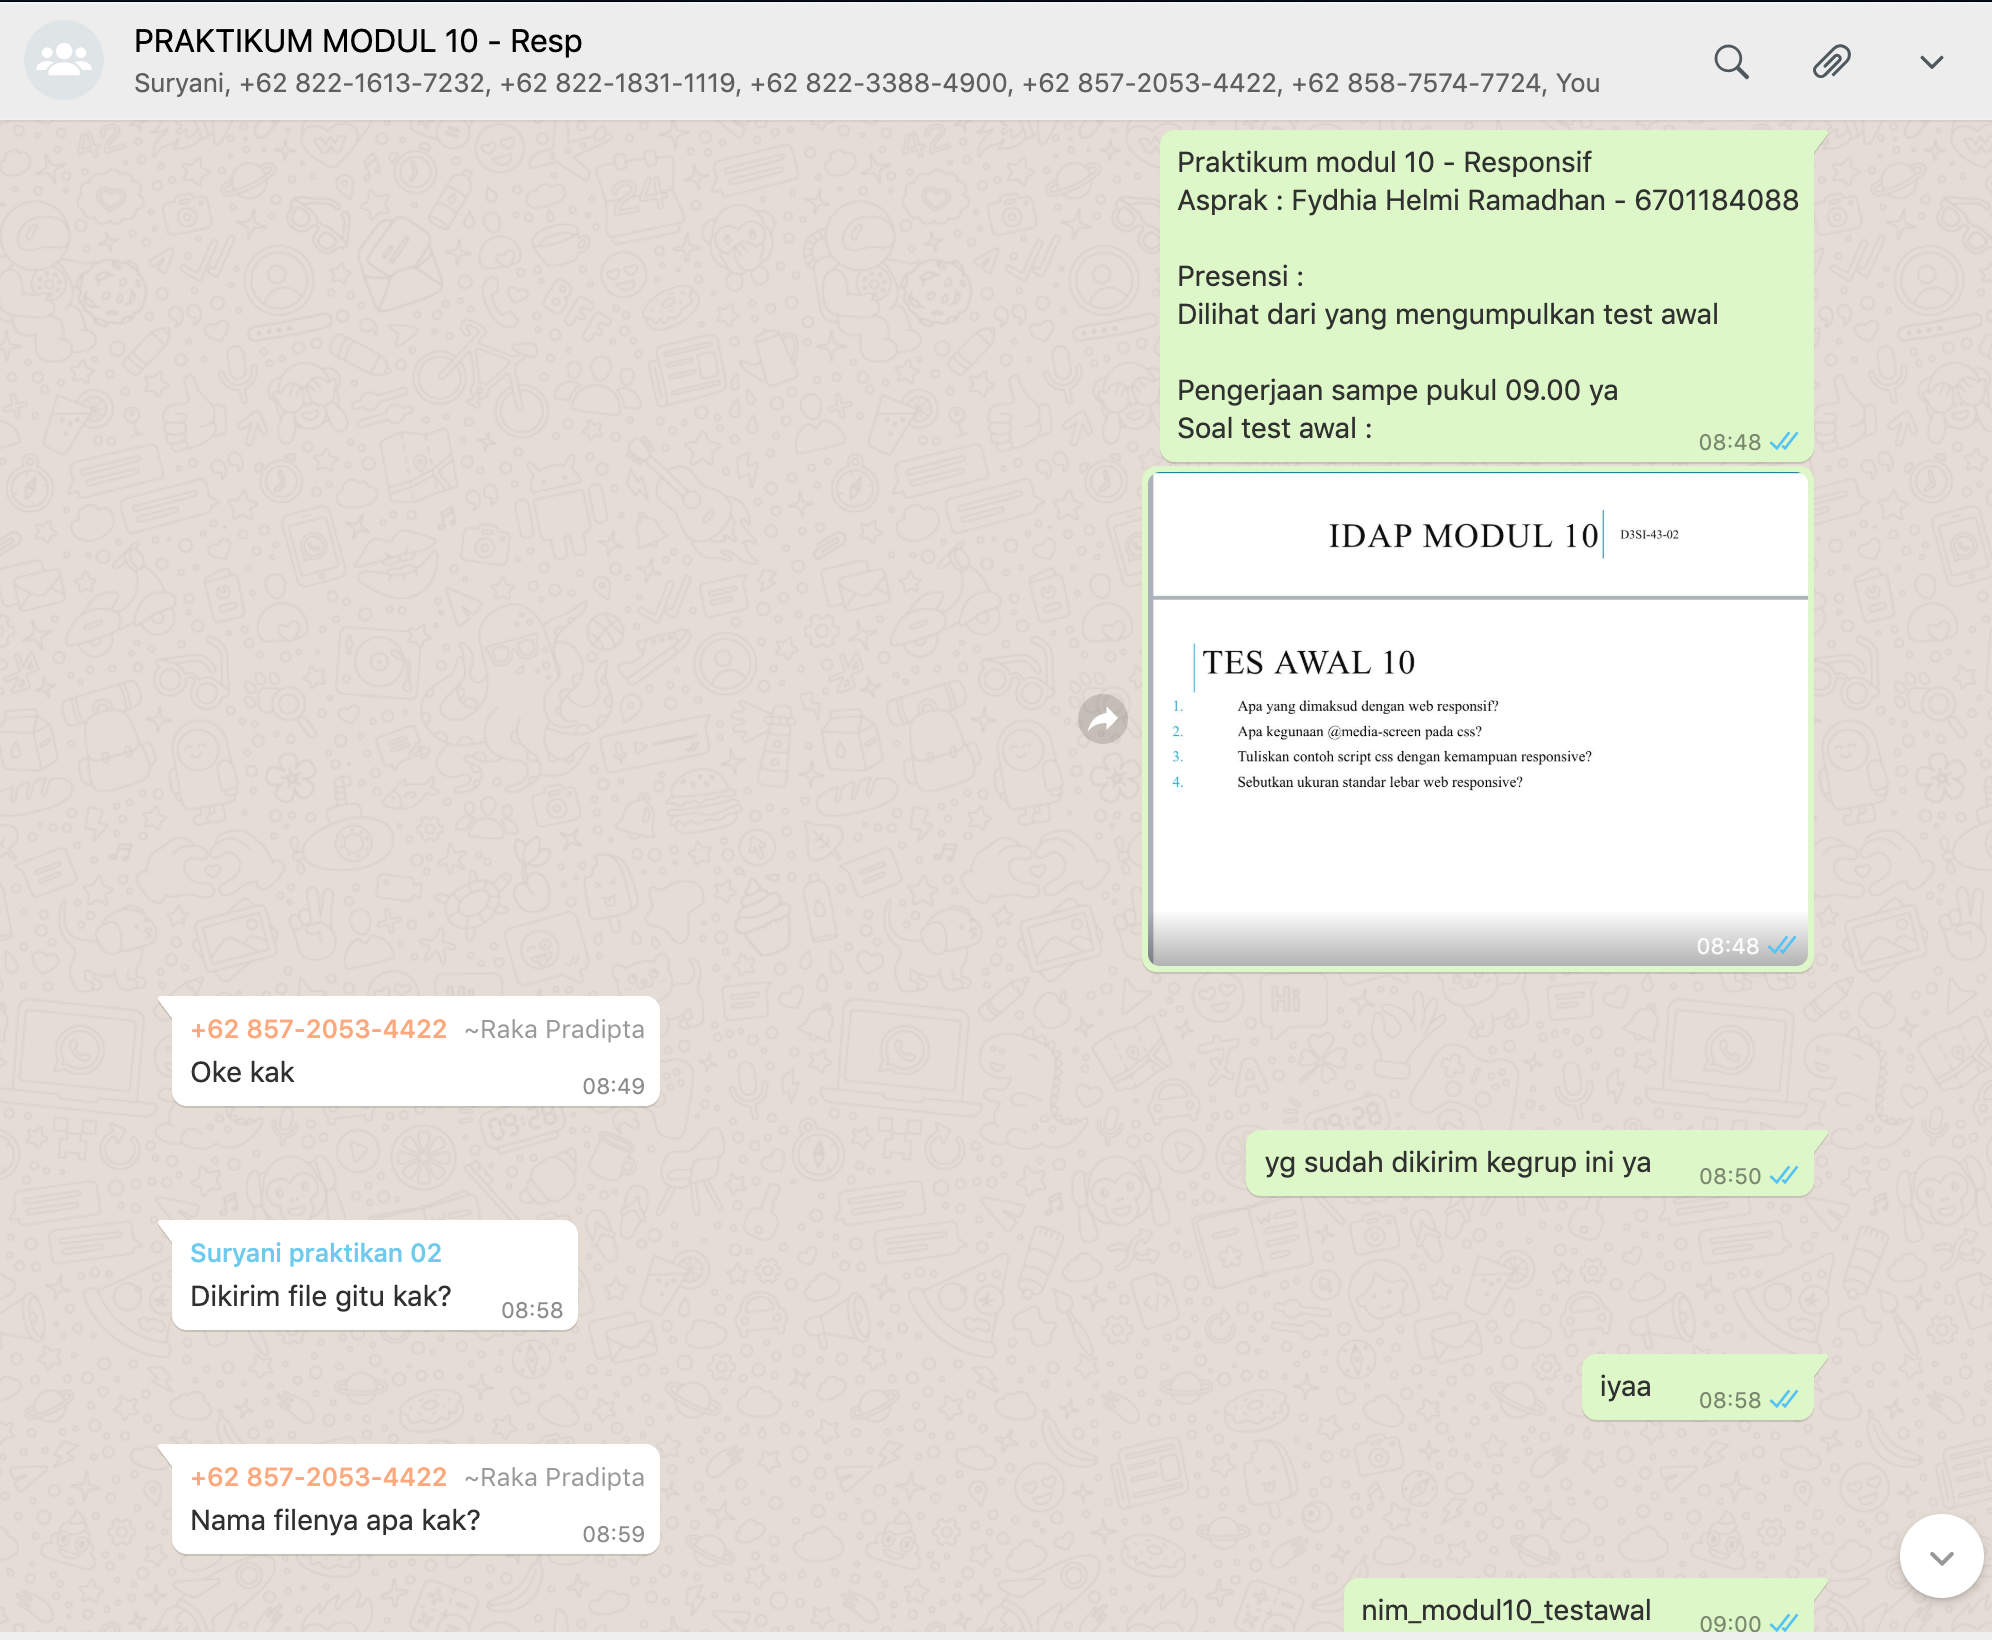 PRAKTIKUM MODUL 10 - Resp
Suryani, +62 822-1613-7232, +62 822-1831-1119, +62 822-3388-4900, +62 857-2053-4422, +62 858-7574-7724, You
Praktikum modul 10 - Responsif
Asprak : Fydhia Helmi Ramadhan - 6701184088
Presensi :
Dilihat dari yang mengumpulkan test awal
Pengerjaan sampe pukul 09.00 ya
Soal test awal :
08:48
IDAP MODUL 10
D3SI-43-02
TES AWAL 10
1. Apa yang dimaksud dengan web responsif?
2. Apa kegunaan @media-screen pada css?
3. Tuliskan contoh script css dengan kemampuan responsive?
4. Sebutkan ukuran standar lebar web responsive?
08:48
+62 857-2053-4422 ~Raka Pradipta
Oke kak
08:49
yg sudah dikirim kegrup ini ya
08:50
Suryani praktikan 02
Dikirim file gitu kak?
08:58
iyaa
08:58
+62 857-2053-4422 ~Raka Pradipta
Nama filenya apa kak?
08:59
nim_modul10_testawal
09:00